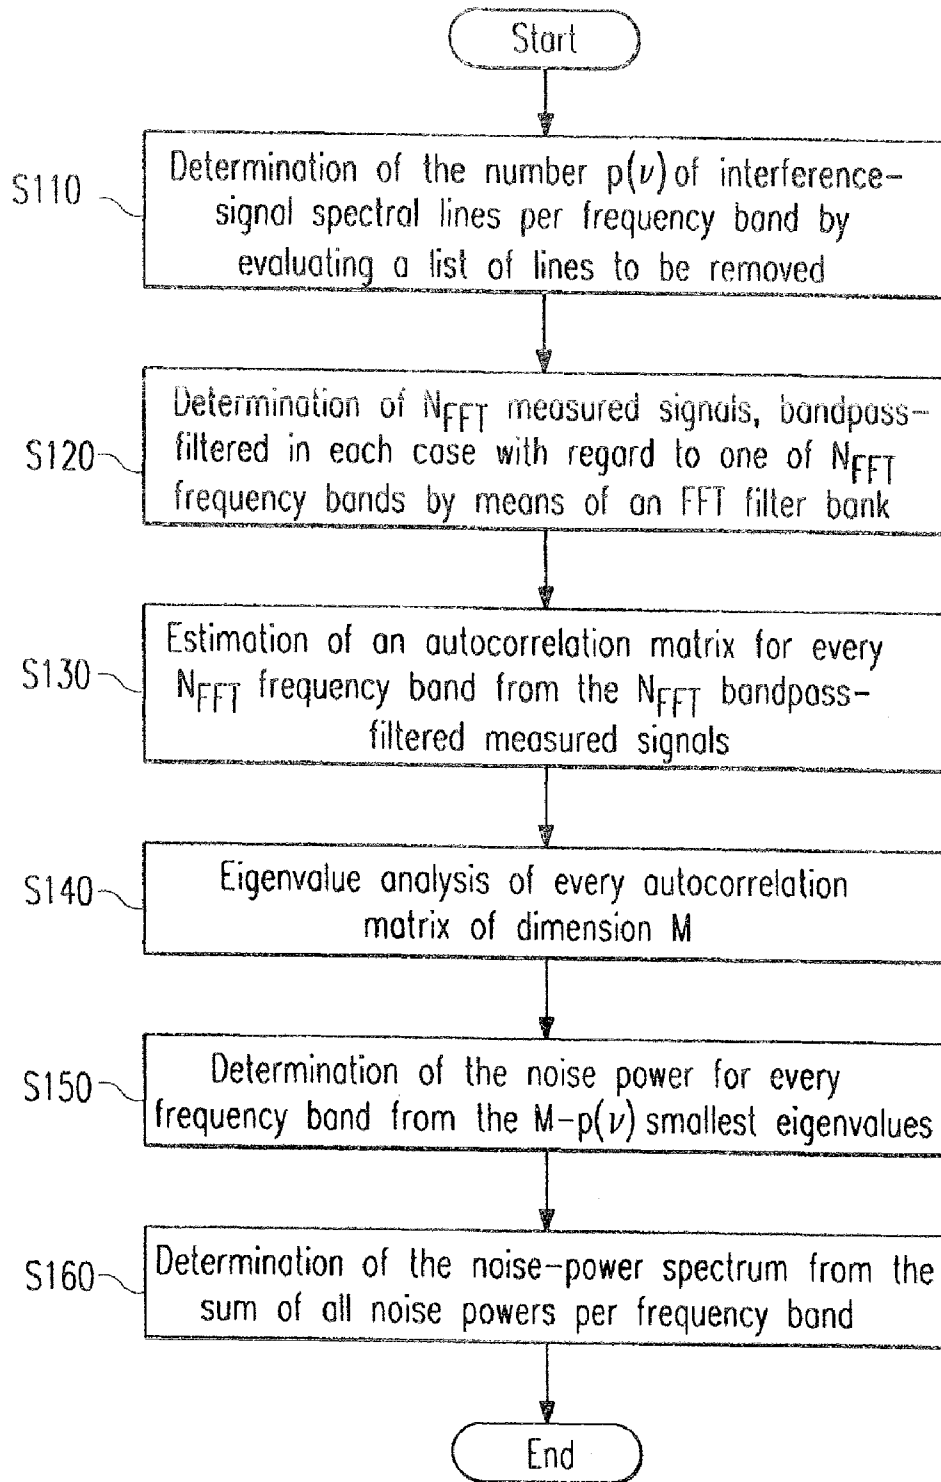 Start
S110
Determination of the number p(ν) of interference-
signal spectral lines per frequency band by
evaluating a list of lines to be removed
S120
Determination of NFFT measured signals, bandpass-
filtered in each case with regard to one of NFFT
frequency bands by means of an FFT filter bank
S130
Estimation of an autocorrelation matrix for every
NFFT frequency band from the NFFT bandpass-
filtered measured signals
S140
Eigenvalue analysis of every autocorrelation
matrix of dimension M
S150
Determination of the noise power for every
frequency band from the M-p(ν) smallest eigenvalues
S160
Determination of the noise-power spectrum from the
sum of all noise powers per frequency band
End